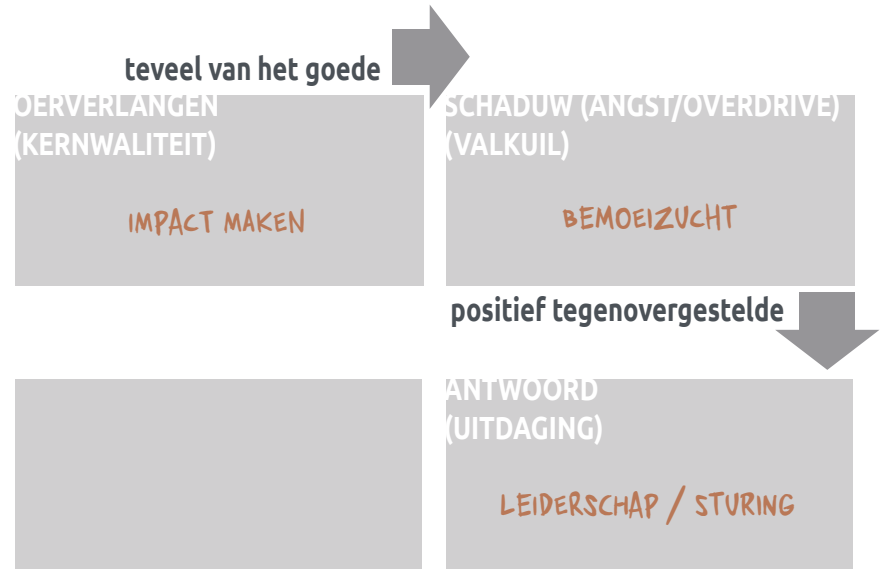 teveel van het goede
OERVERLANGEN
(KERNWALITEIT)
IMPACT MAKEN
SCHADUW (ANGST/OVERDRIVE)
(VALKUIL)
BEMOEIZUCHT
positief tegenovergestelde
ANTWOORD
(UITDAGING)
LEIDERSCHAP / STURING